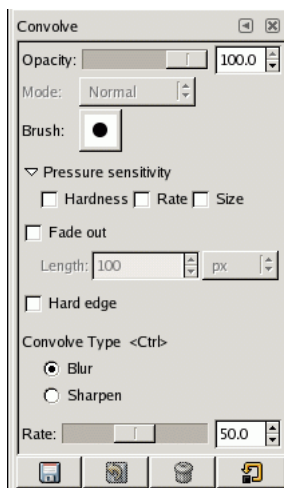 Convolve
Opacity: 100.0
Mode: Normal
Brush:
Pressure sensitivity
Hardness Rate Size
Fade out
Length: 100 px
Hard edge
Convolve Type <Ctrl>
Blur
Sharpen
Rate: 50.0